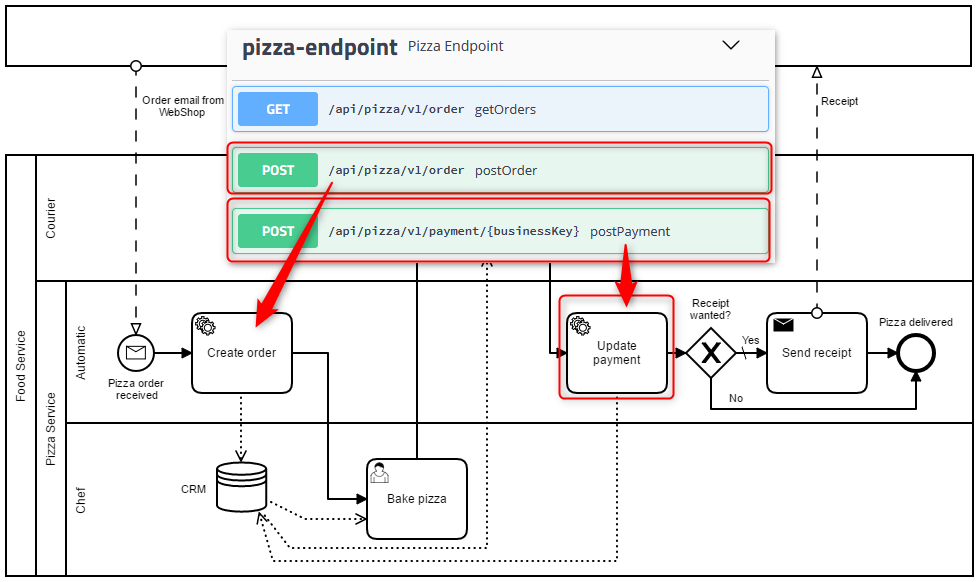 pizza-endpoint Pizza Endpoint
GET /api/pizza/v1/order getOrders
POST /api/pizza/v1/order postOrder
POST /api/pizza/v1/payment/{businessKey} postPayment
Order email from
WebShop
Receipt
Food Service
Pizza Service
Courier
Automatic
Chef
Pizza order
received
Create order
Update
payment
Receipt
wanted?
Yes
No
Send receipt
Pizza delivered
CRM
Bake pizza